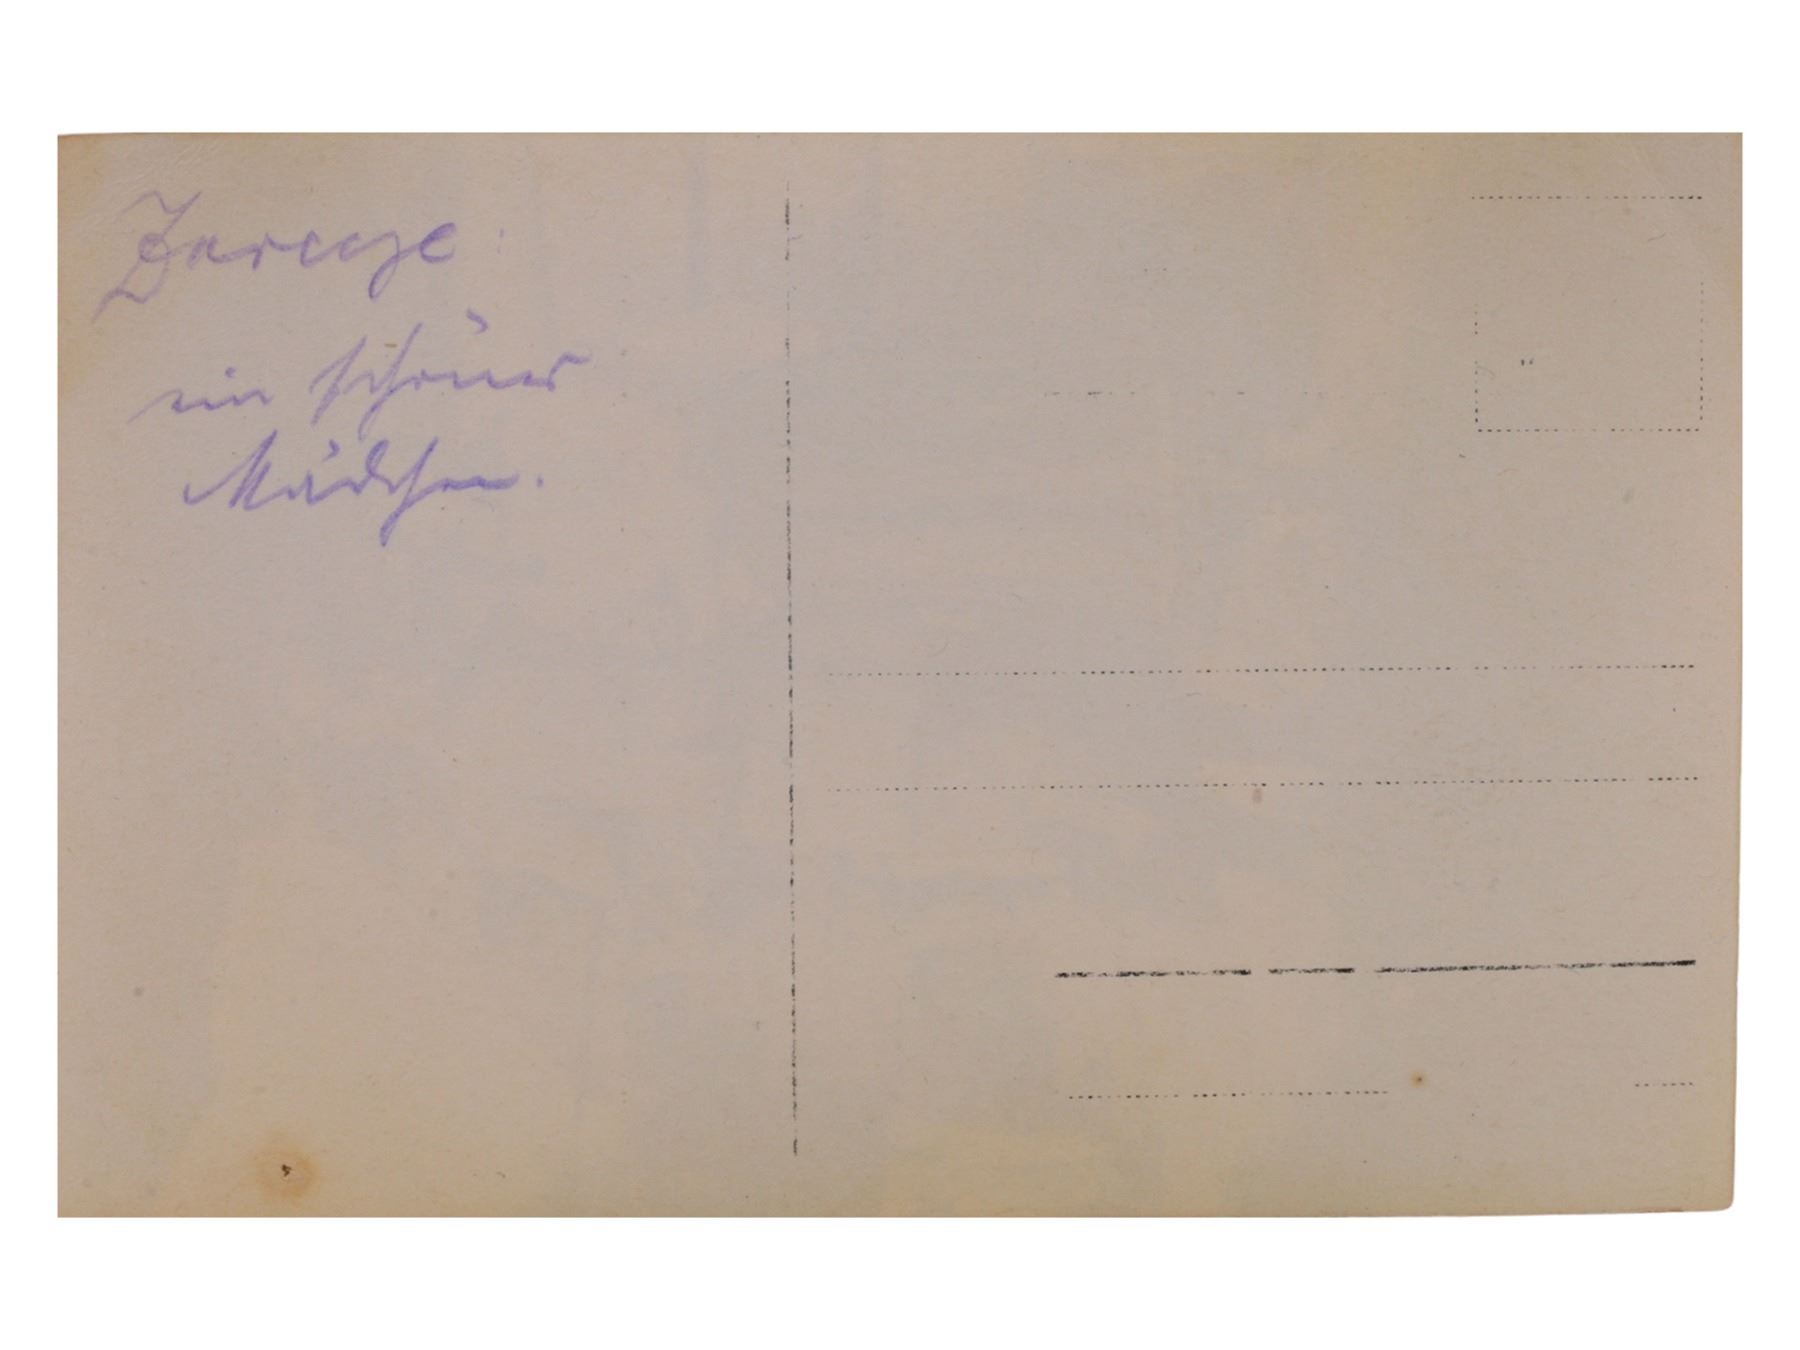 ein schönes
Mädchen.